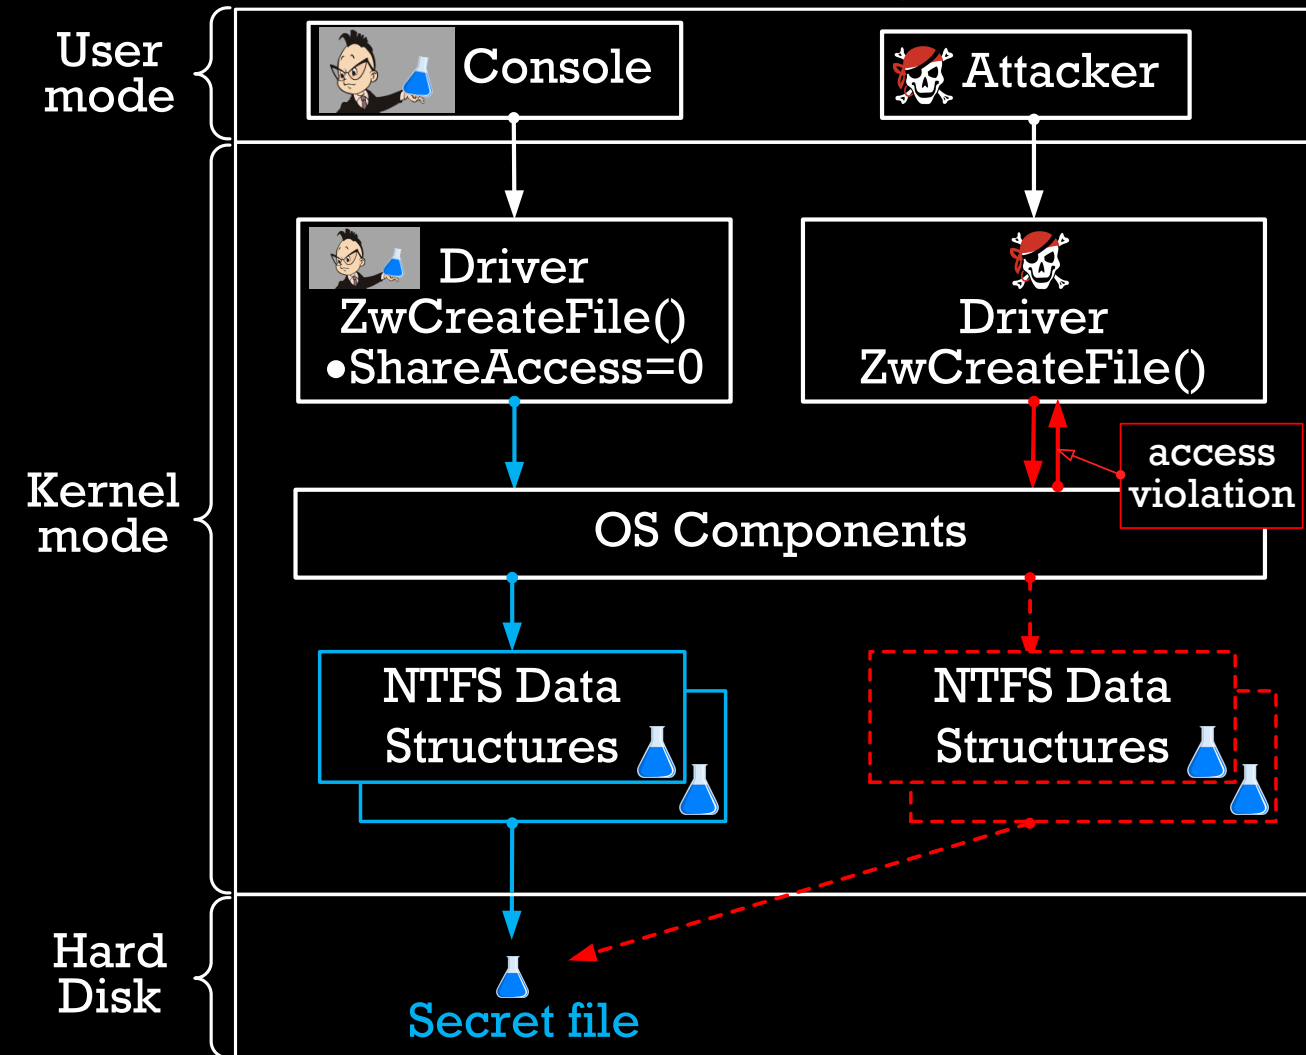 User
mode
Console
Attacker
Kernel
mode
Driver
ZwCreateFile()
•ShareAccess=0
Driver
ZwCreateFile()
access
violation
OS Components
NTFS Data
Structures
NTFS Data
Structures
Hard
Disk
Secret file